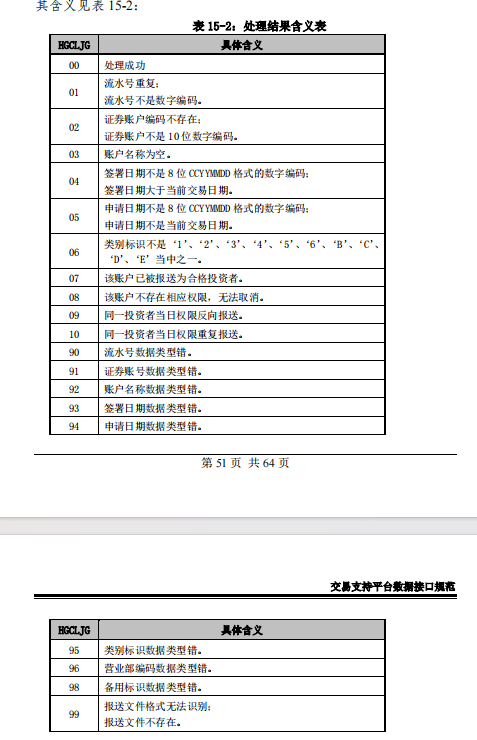 其含义见表 15-2：
表 15-2：处理结果含义表
HGCLJG 具体含义
00 处理成功
01 流水号重复；
流水号不是数字编码。
02 证券账户编码不存在；
证券账户不是 10 位数字编码。
03 账户名称为空。
04 签署日期不是 8 位 CCYYMMDD 格式的数字编码；
签署日期大于当前交易日期。
05 申请日期不是 8 位 CCYYMMDD 格式的数字编码；
申请日期不是当前交易日期。
06 类别标识不是‘1’、‘2’、‘3’、‘4’、‘5’、‘6’、‘B’、‘C’、
‘D’、‘E’当中之一。
07 该账户已被报送为合格投资者。
08 该账户不存在相应权限，无法取消。
09 同一投资者当日权限反向报送。
10 同一投资者当日权限重复报送。
90 流水号数据类型错。
91 证券账号数据类型错。
92 账户名称数据类型错。
93 签署日期数据类型错。
94 申请日期数据类型错。
第 51 页 共 64 页
交易支持平台数据接口规范
HGCLJG 具体含义
95 类别标识数据类型错。
96 营业部编码数据类型错。
98 备用标识数据类型错。
99 报送文件格式无法识别；
报送文件不存在。